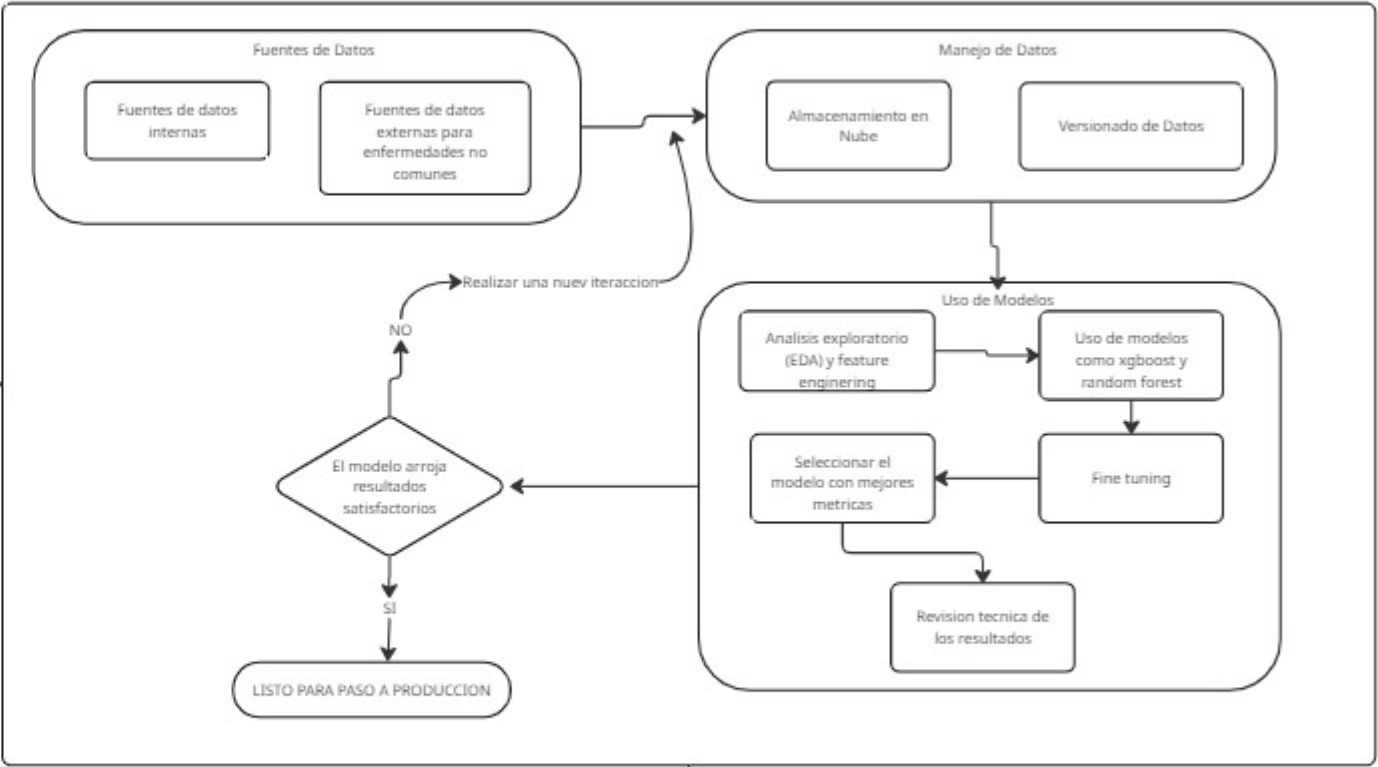 Fuentes de Datos
Fuentes de datos
internas
Fuentes de datos
externas para
enfermedades no
comunes
Manejo de Datos
Almacenamiento en
Nube
Versionado de Datos
Realizar una nuev iteraccion
NO
Uso de Modelos
Analisis exploratorio
(EDA) y feature
enginering
Uso de modelos
como xgboost y
random forest
Fine tuning
Seleccionar el
modelo con mejores
metricas
Revision tecnica de
los resultados
El modelo arroja
resultados
satisfactorios
SI
LISTO PARA PASO A PRODUCCION